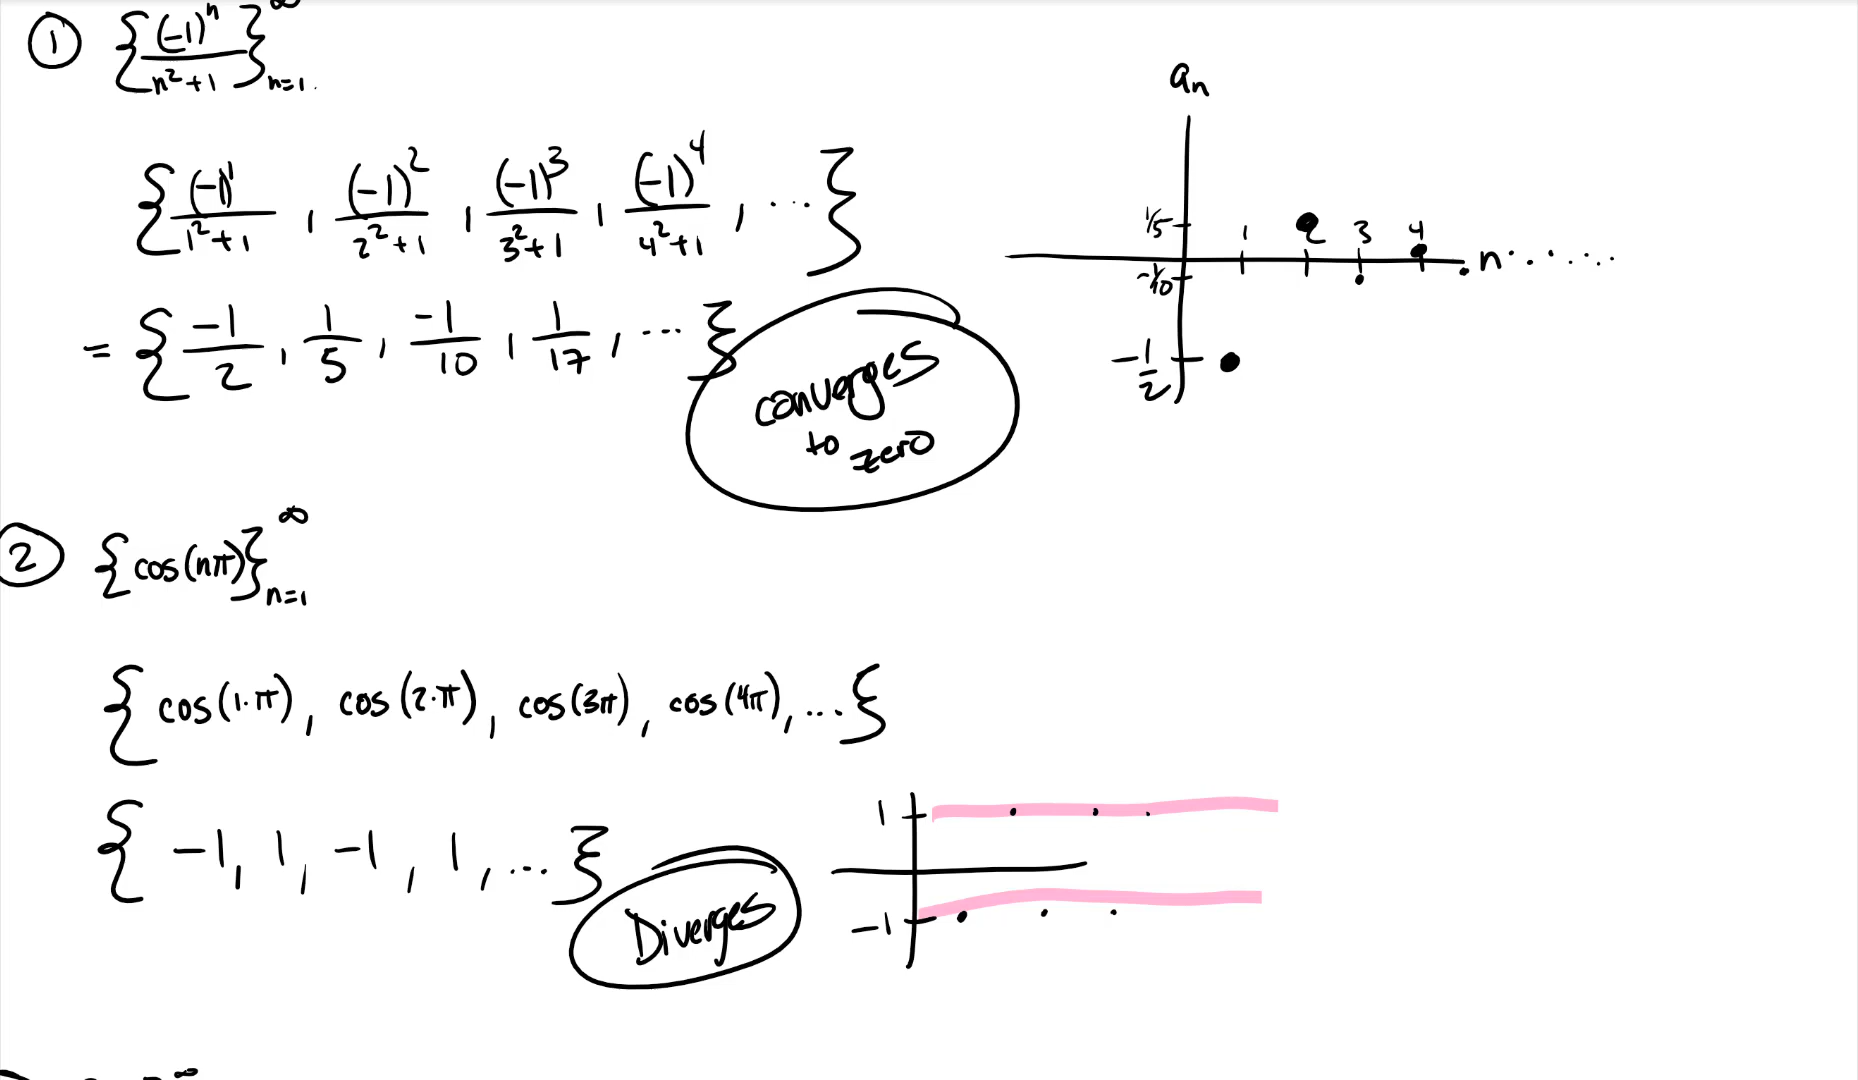 ① {(-1)^n / (n²+1)}^∞_{n=1}.
{(-1)^1 / (1²+1), (-1)^2 / (2²+1), (-1)^3 / (3²+1), (-1)^4 / (4²+1), ...}
= {-1/2, 1/5, -1/10, 1/17, ...}
converges
to zero
a_n
1/5 1 2 3 4
n
-1/10
-1/2
② {cos(nπ)}^∞_{n=1}
{cos(1·π), cos(2·π), cos(3π), cos(4π), ...}
{-1, 1, -1, 1, ...}
Diverges
1
-1
∞